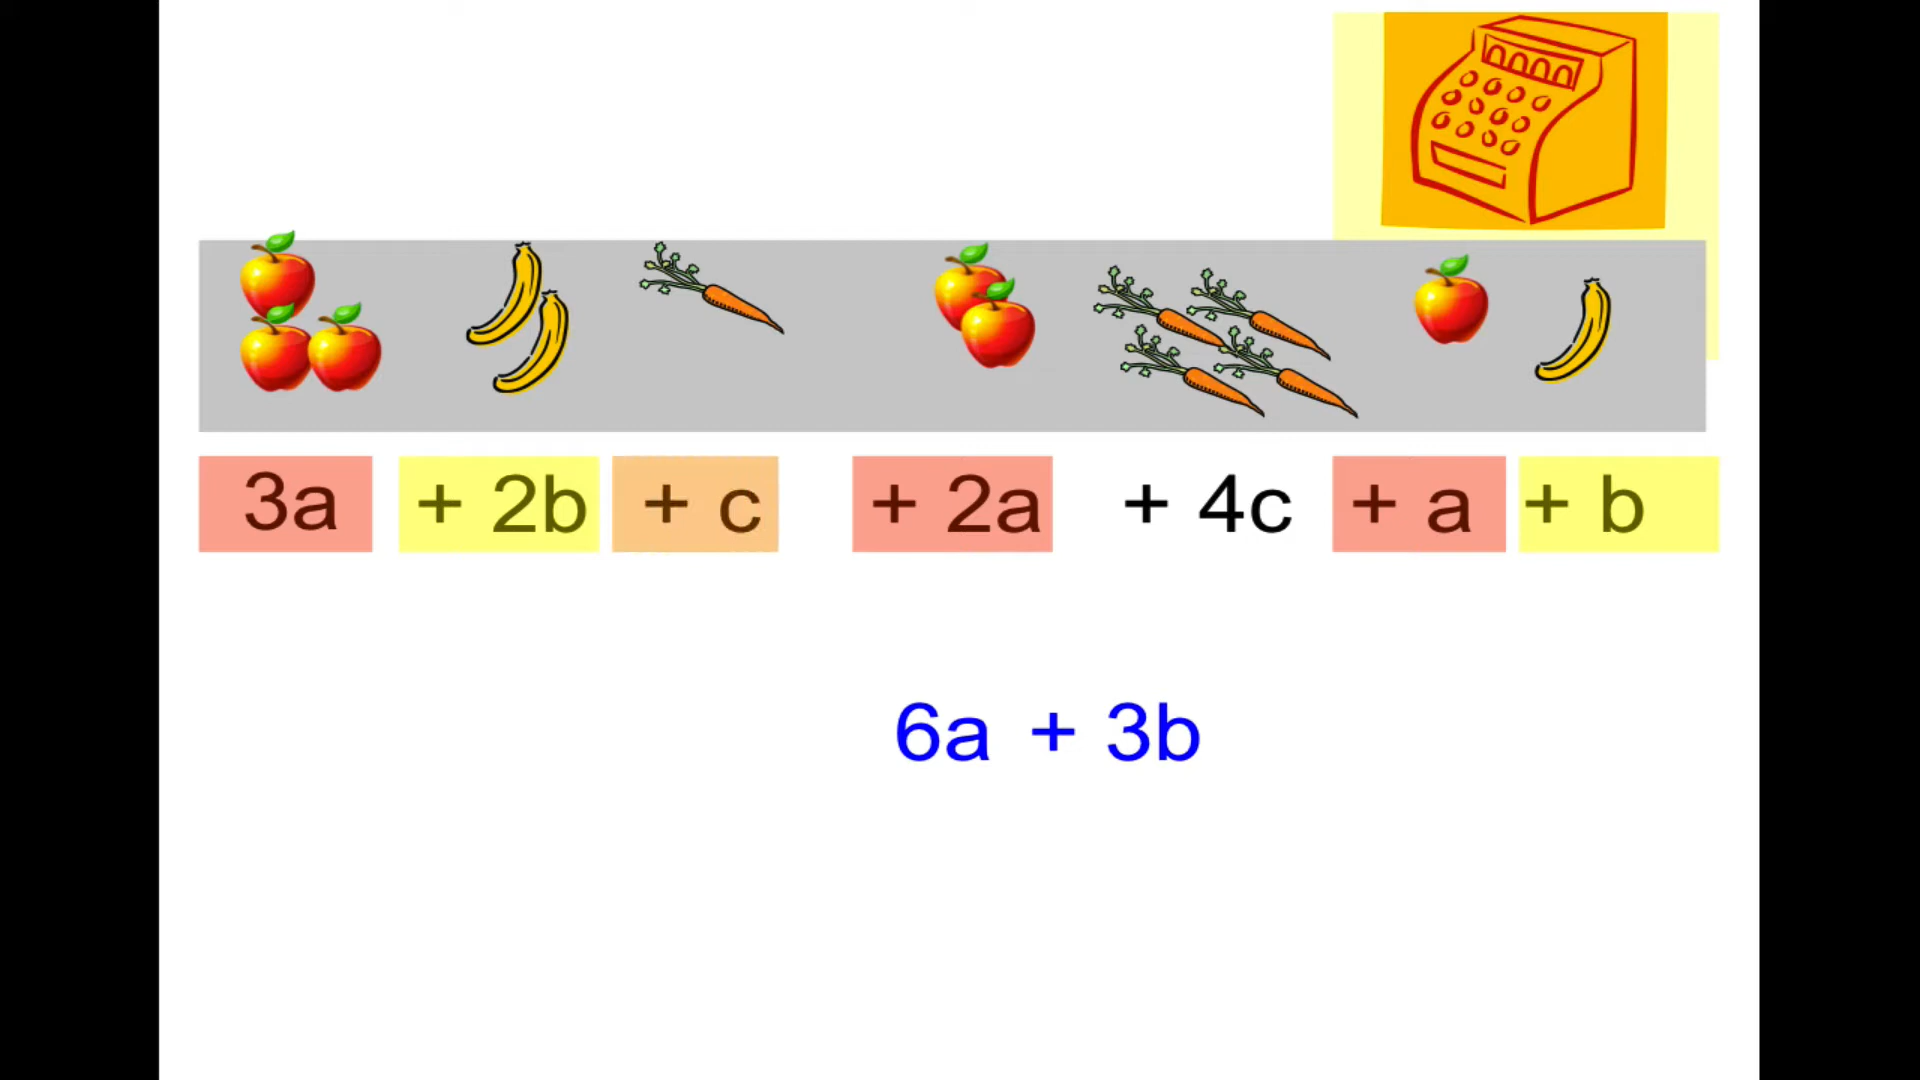 3a + 2b + c + 2a + 4c + a + b
6a + 3b